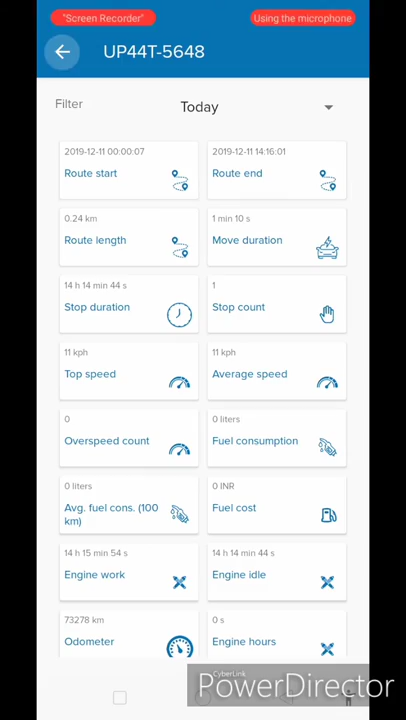 "Screen Recorder"
Using the microphone
UP44T-5648
Filter
Today
2019-12-11 00:00:07
Route start
2019-12-11 14:16:01
Route end
0.24 km
Route length
1 min 10 s
Move duration
14 h 14 min 44 s
Stop duration
1
Stop count
11 kph
Top speed
11 kph
Average speed
0
Overspeed count
0 liters
Fuel consumption
0 liters
Avg. fuel cons. (100
km)
0 INR
Fuel cost
14 h 15 min 54 s
Engine work
14 h 14 min 44 s
Engine idle
73278 km
Odometer
0 s
Engine hours
CyberLink
PowerDirector